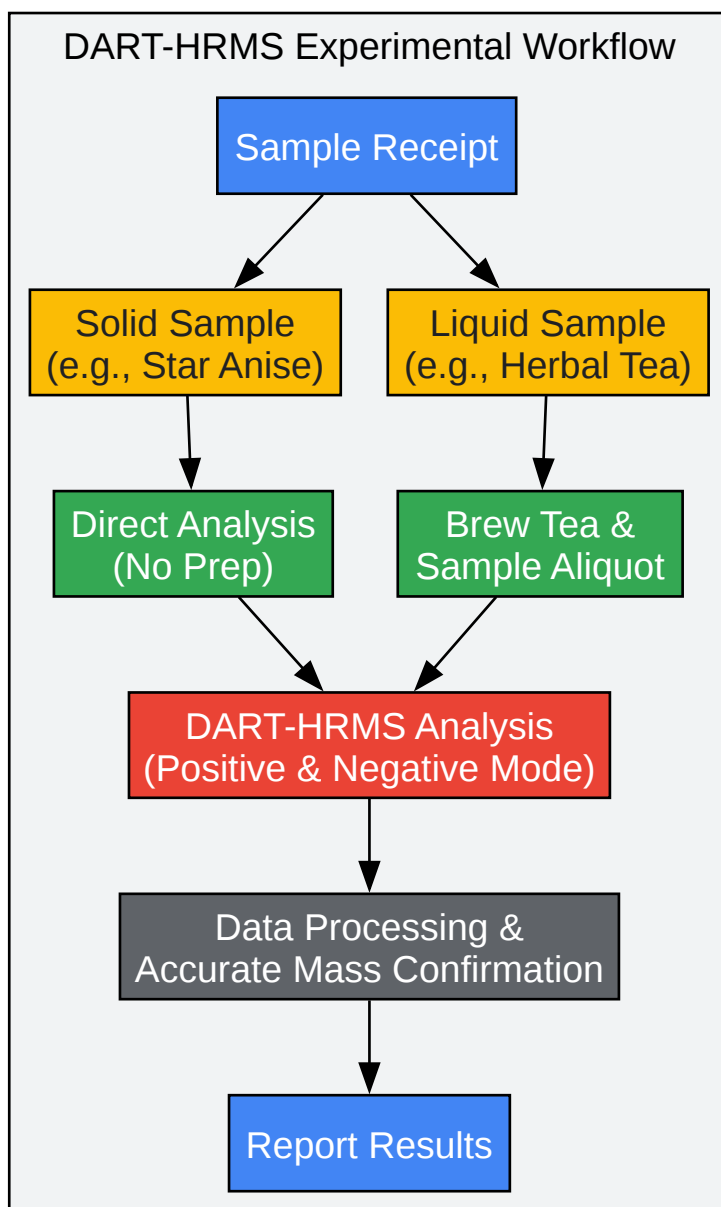 DART-HRMS Experimental Workflow
Sample Receipt
Solid Sample
(e.g., Star Anise)
Liquid Sample
(e.g., Herbal Tea)
Direct Analysis
(No Prep)
Brew Tea &
Sample Aliquot
DART-HRMS Analysis
(Positive & Negative Mode)
Data Processing &
Accurate Mass Confirmation
Report Results